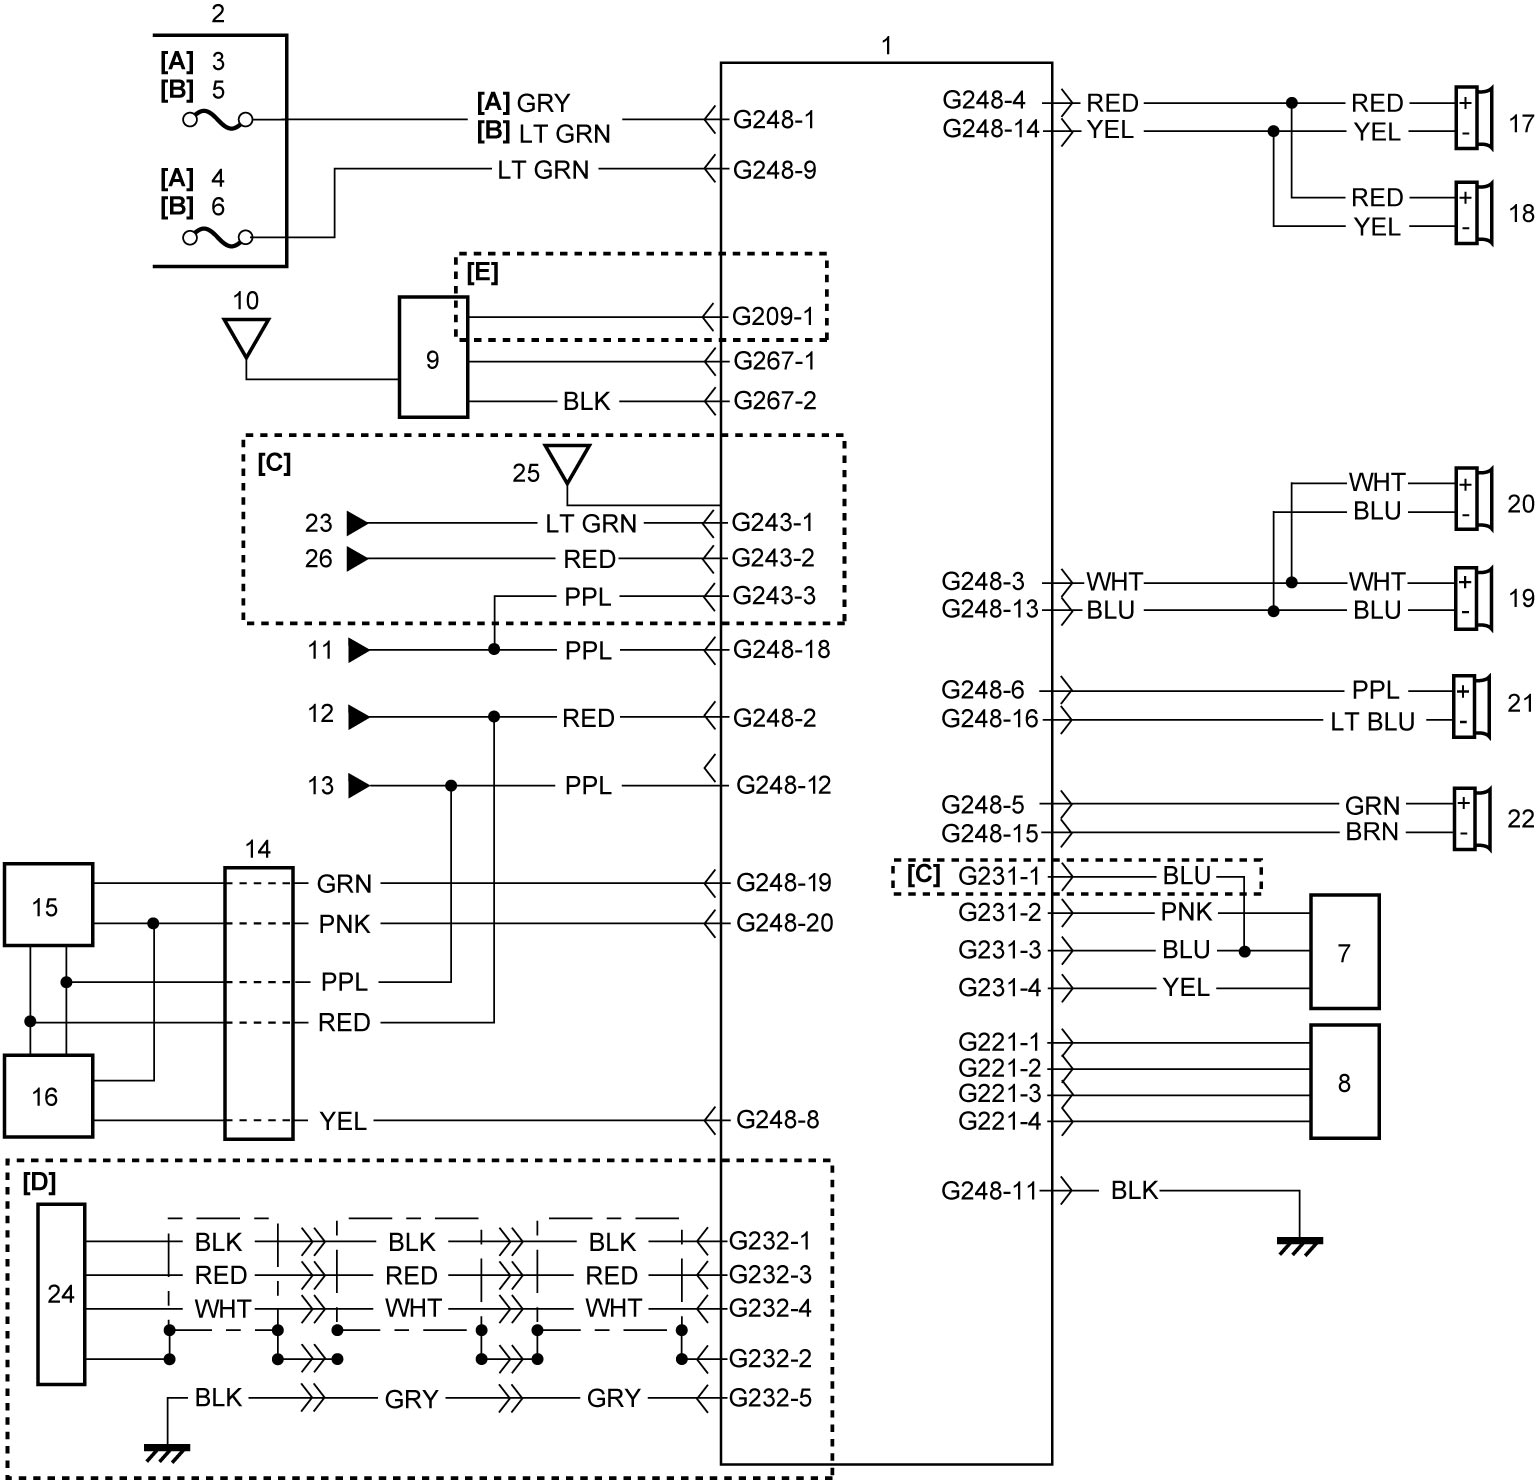 2
1
[A] 3
[B] 5
[A] GRY
[B] LT GRN
G248-1
LT GRN
G248-9
[A] 4
[B] 6
[E]
G209-1
10
9
G267-1
BLK
G267-2
[C]
25
23
LT GRN
G243-1
26
RED
G243-2
PPL
G243-3
11
PPL
G248-18
12
RED
G248-2
13
PPL
G248-12
14
15
GRN
G248-19
PNK
G248-20
PPL
RED
16
YEL
G248-8
[D]
24
BLK BLK BLK G232-1
RED RED RED G232-3
WHT WHT WHT G232-4
G232-2
BLK GRY GRY G232-5
G248-4 RED RED + 17
G248-14 YEL YEL -
RED + 18
YEL -
WHT + 20
BLU -
G248-3 WHT WHT + 19
G248-13 BLU BLU -
G248-6 PPL + 21
G248-16 LT BLU -
G248-5 GRN + 22
G248-15 BRN -
[C] G231-1 BLU
G231-2 PNK
G231-3 BLU 7
G231-4 YEL
G221-1
G221-2
G221-3 8
G221-4
G248-11 BLK